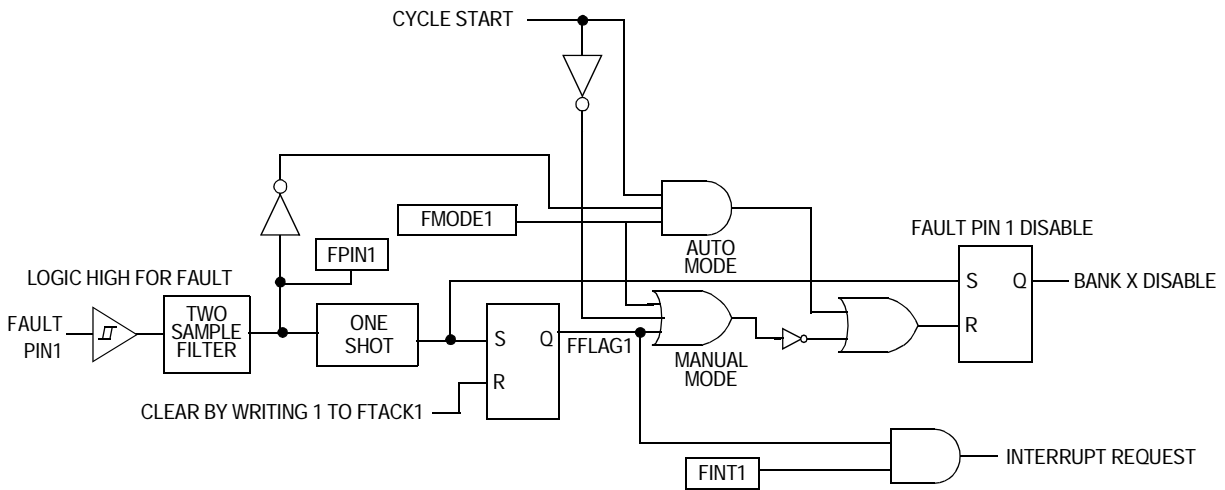 CYCLE START
FMODE1
FPIN1
AUTO
MODE
FAULT PIN 1 DISABLE
LOGIC HIGH FOR FAULT
S
Q
BANK X DISABLE
FAULT
PIN1
TWO
SAMPLE
FILTER
ONE
SHOT
S
Q
FFLAG1
R
MANUAL
MODE
R
CLEAR BY WRITING 1 TO FTACK1
FINT1
INTERRUPT REQUEST